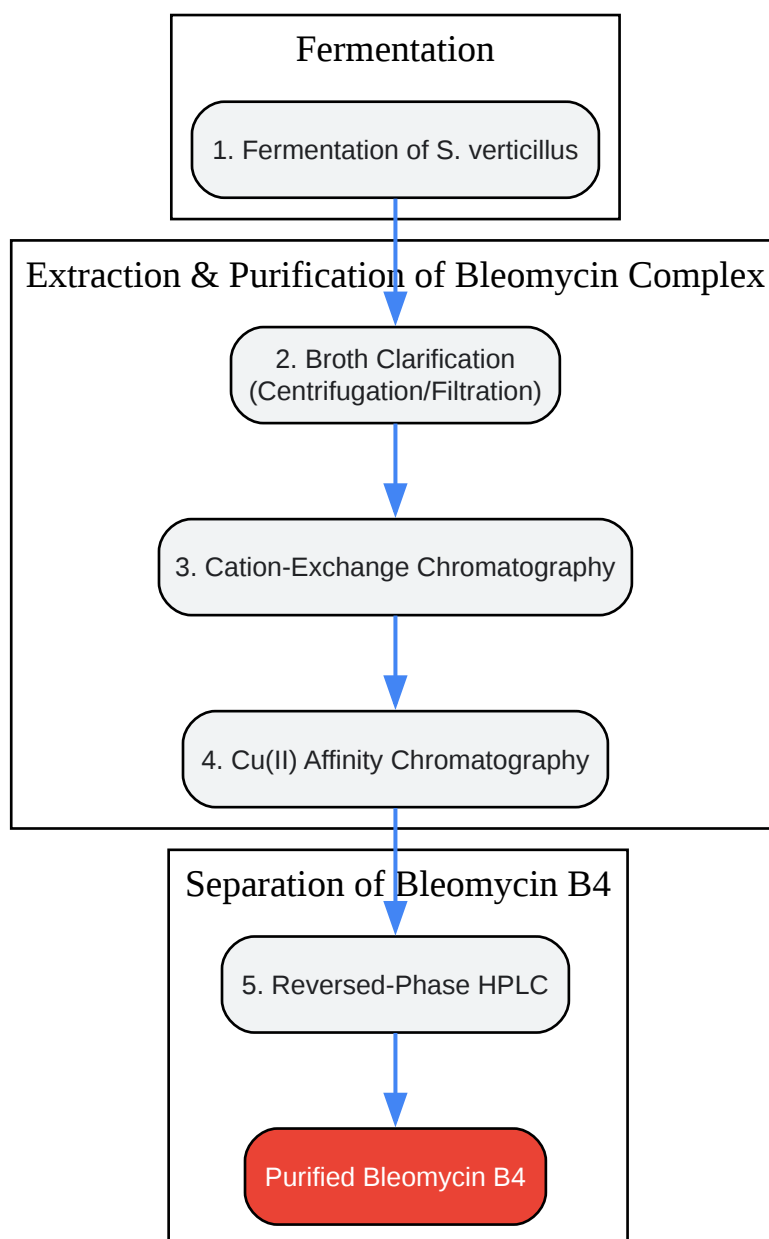 Fermentation
1. Fermentation of S. verticillus
Extraction & Purification of Bleomycin Complex
2. Broth Clarification
(Centrifugation/Filtration)
3. Cation-Exchange Chromatography
4. Cu(II) Affinity Chromatography
Separation of Bleomycin B4
5. Reversed-Phase HPLC
Purified Bleomycin B4